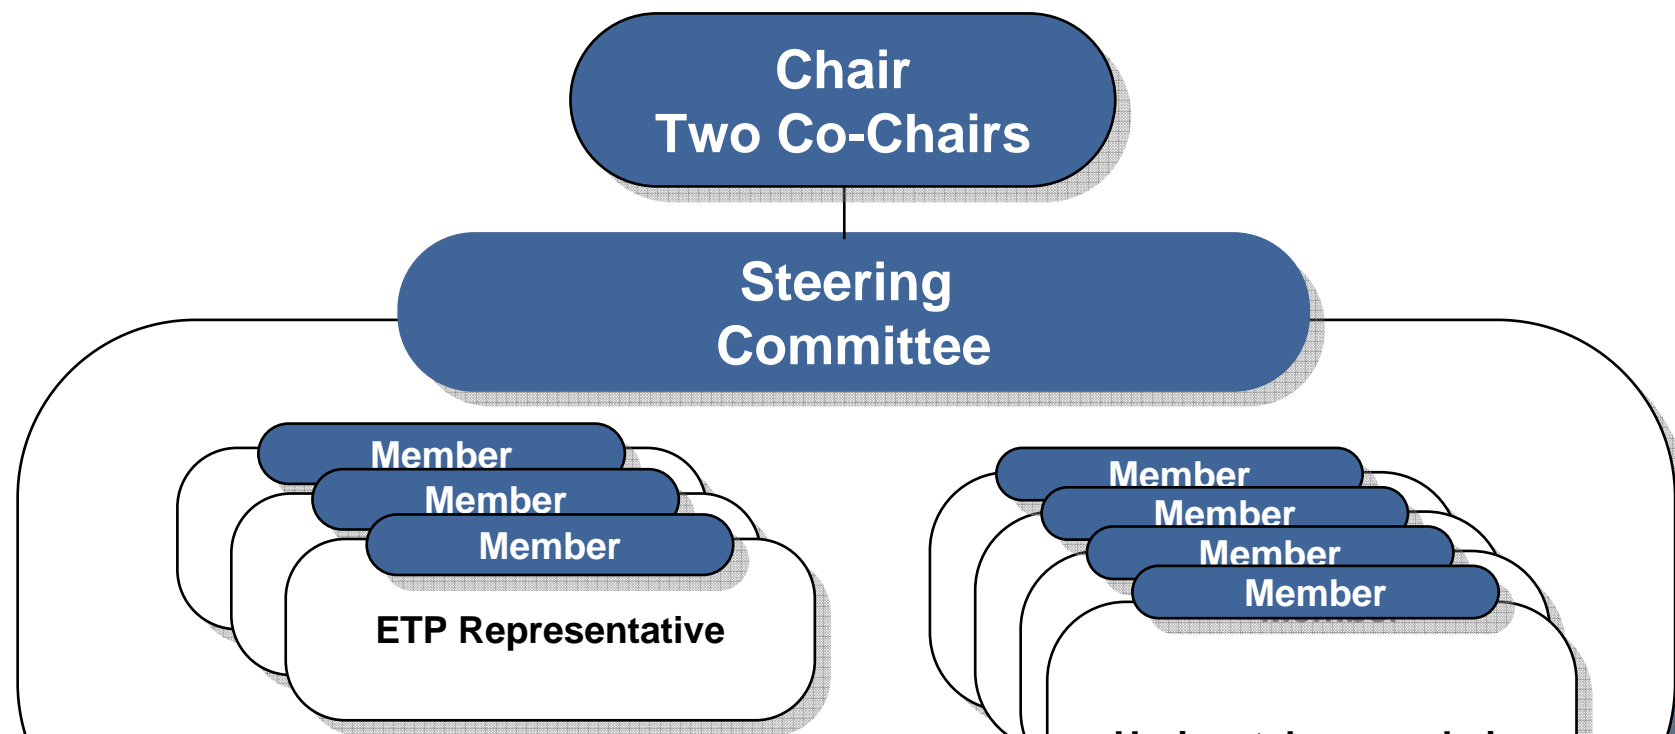 Chair
Two Co-Chairs
Steering
Committee
Member
Member
Member
ETP Representative
Member
Member
Member
Member